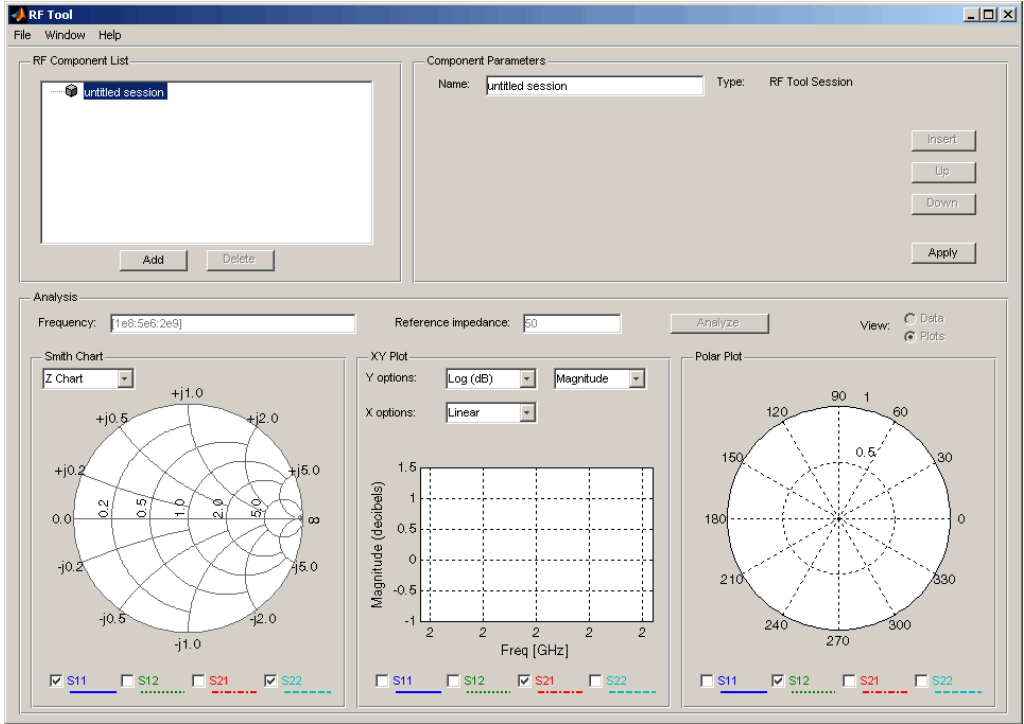 RF Tool
File Window Help
RF Component List
untitled session
Add Delete
Component Parameters
Name: untitled session Type: RF Tool Session
Insert
Up
Down
Apply
Analysis
Frequency: [1e8:5e6:2e9] Reference impedance: 50 Analyze View: Data
Plots
Smith Chart
Z Chart
+j1.0
+j0.5 +j2.0
+j0.2 +j5.0
0.0 0.2 0.5 1.0 2.0 5.0 ∞
-j0.2 -j5.0
-j0.5 -j2.0
-j1.0
S11 S12 S21 S22
XY Plot
Y options: Log (dB) Magnitude
X options: Linear
1.5
1
0.5
0
-0.5
-1
Magnitude (decibels)
2 2 2 2 2
Freq [GHz]
S11 S12 S21 S22
Polar Plot
90 1
120 60
150 0.5 30
180 0
210 330
240 300
270
S11 S12 S21 S22